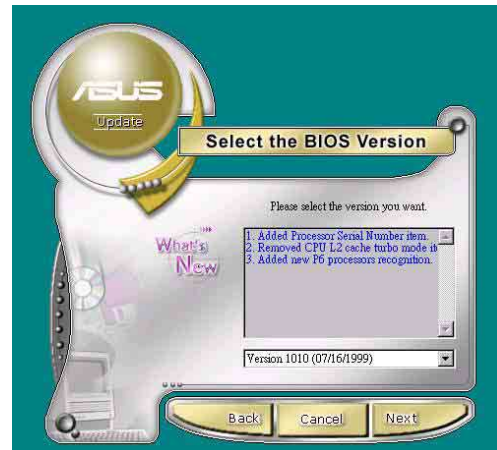 ASUS
Update
Select the BIOS Version
Please select the version you want.
What's
New
1. Added Processor Serial Number item.
2. Removed CPU L2 cache turbo mode it
3. Added new P6 processors recognition.
Version 1010 (07/16/1999)
Back
Cancel
Next